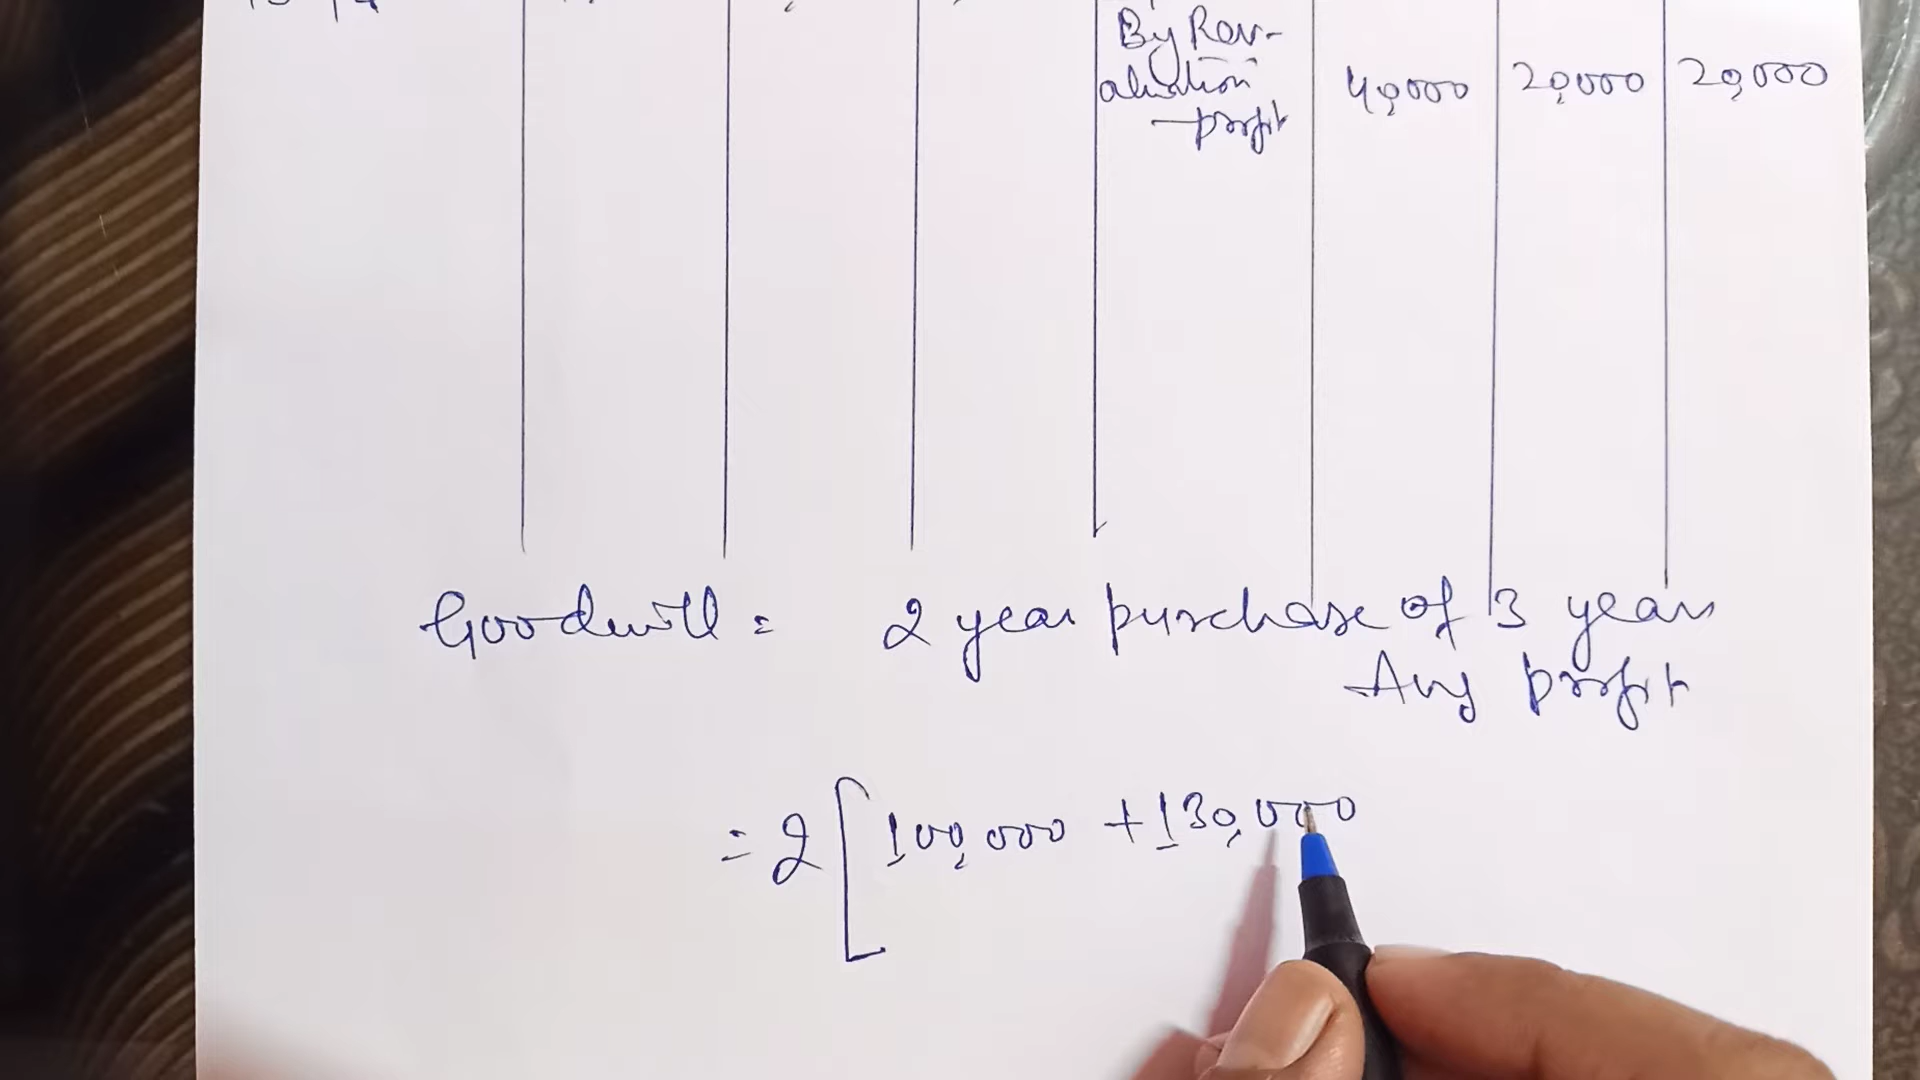 By Rev-
aluation 40,000 20,000 20,000
profit
Goodwill = 2 year purchase of 3 years
Avg profit
= 2 [ 100,000 + 130,000